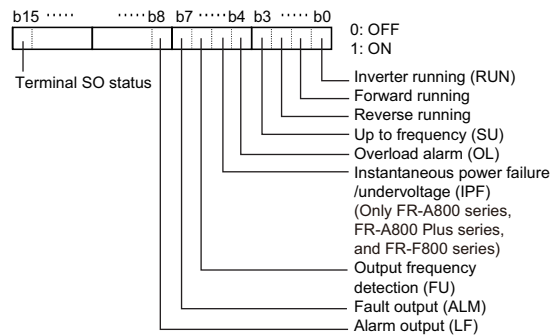 b15 ····· ····· b8 b7 ····· b4 b3 ····· b0
0: OFF
1: ON
Terminal SO status
Inverter running (RUN)
Forward running
Reverse running
Up to frequency (SU)
Overload alarm (OL)
Instantaneous power failure
/undervoltage (IPF)
(Only FR-A800 series,
FR-A800 Plus series,
and FR-F800 series)
Output frequency
detection (FU)
Fault output (ALM)
Alarm output (LF)